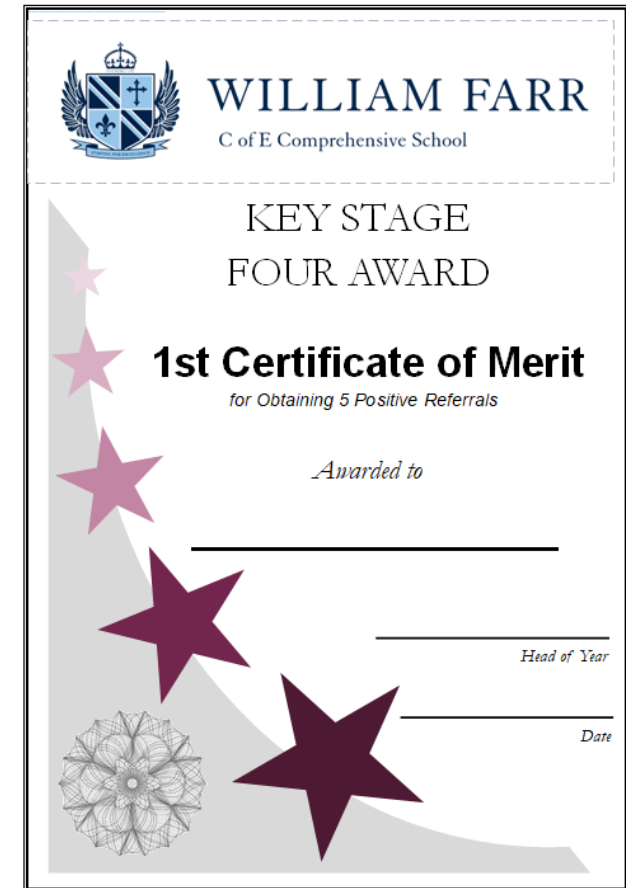 WILLIAM FARR
C of E Comprehensive School
KEY STAGE
FOUR AWARD
1st Certificate of Merit
for Obtaining 5 Positive Referrals
Awarded to
Head of Year
Date